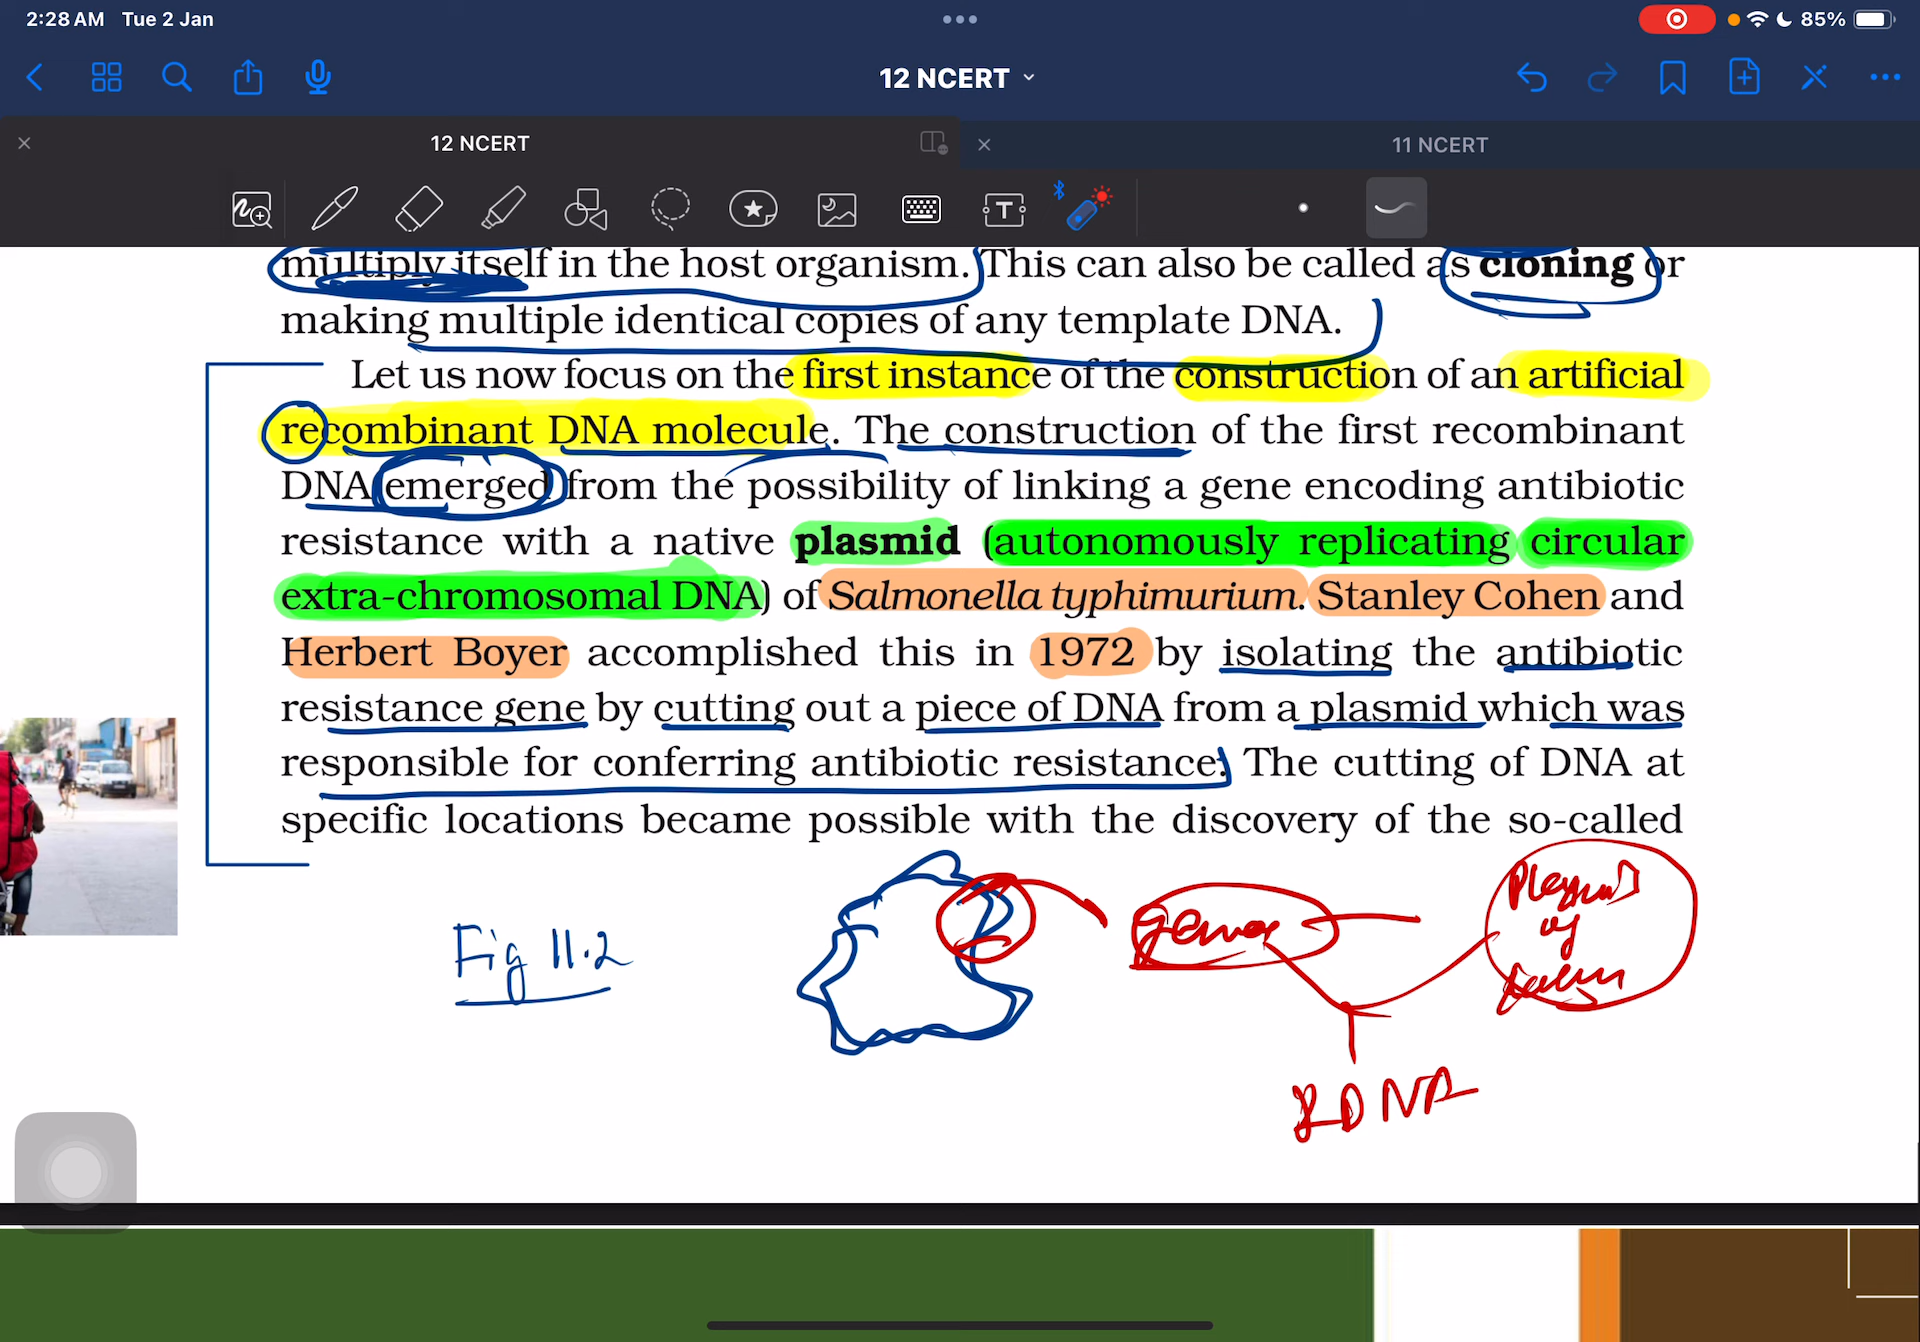 2:28 AM Tue 2 Jan
85%
12 NCERT
12 NCERT
11 NCERT
multiply itself in the host organism. This can also be called as cloning or
making multiple identical copies of any template DNA.
Let us now focus on the first instance of the construction of an artificial
recombinant DNA molecule. The construction of the first recombinant
DNA emerged from the possibility of linking a gene encoding antibiotic
resistance with a native plasmid (autonomously replicating circular
extra-chromosomal DNA) of Salmonella typhimurium. Stanley Cohen and
Herbert Boyer accomplished this in 1972 by isolating the antibiotic
resistance gene by cutting out a piece of DNA from a plasmid which was
responsible for conferring antibiotic resistance. The cutting of DNA at
specific locations became possible with the discovery of the so-called
Fig 11.2
of
DNA